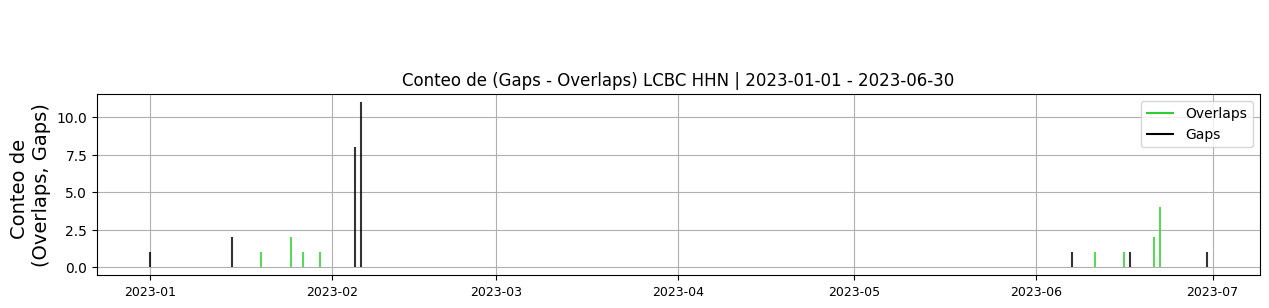 Conteo de (Gaps - Overlaps) LCBC HHN | 2023-01-01 - 2023-06-30
Conteo de
(Overlaps, Gaps)
10.0
7.5
5.0
2.5
0.0
Overlaps
Gaps
2023-01
2023-02
2023-03
2023-04
2023-05
2023-06
2023-07